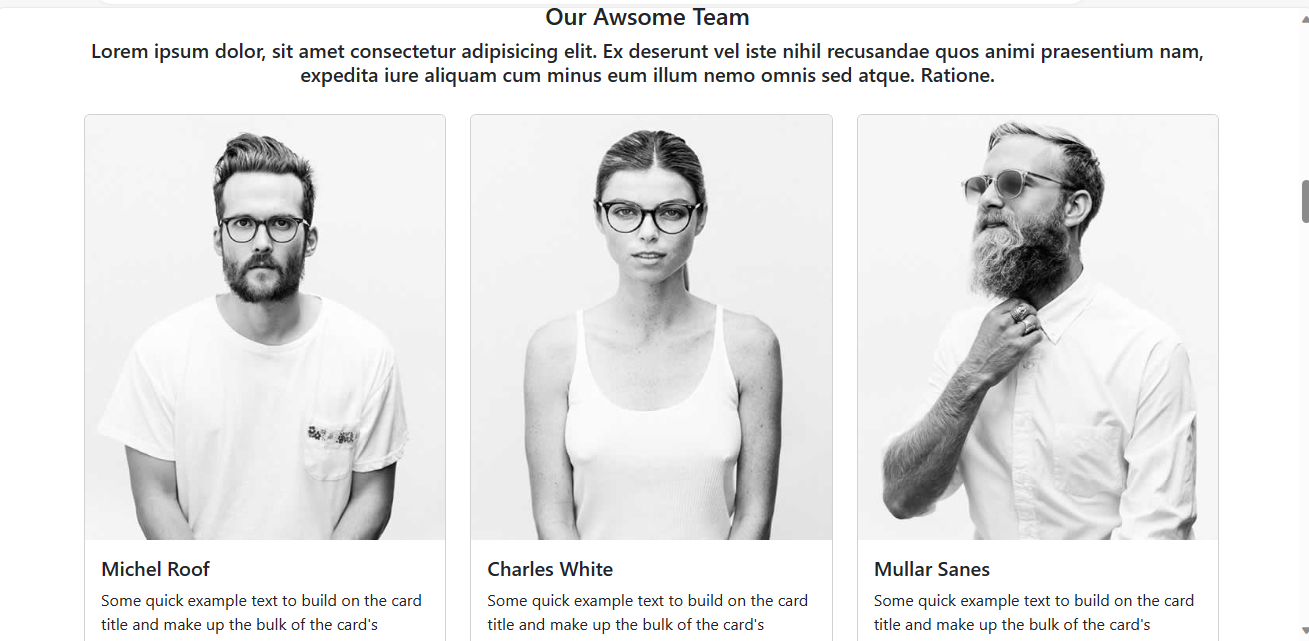 Our Awsome Team
Lorem ipsum dolor, sit amet consectetur adipisicing elit. Ex deserunt vel iste nihil recusandae quos animi praesentium nam,
expedita iure aliquam cum minus eum illum nemo omnis sed atque. Ratione.
Michel Roof
Some quick example text to build on the card
title and make up the bulk of the card's
Charles White
Some quick example text to build on the card
title and make up the bulk of the card's
Mullar Sanes
Some quick example text to build on the card
title and make up the bulk of the card's